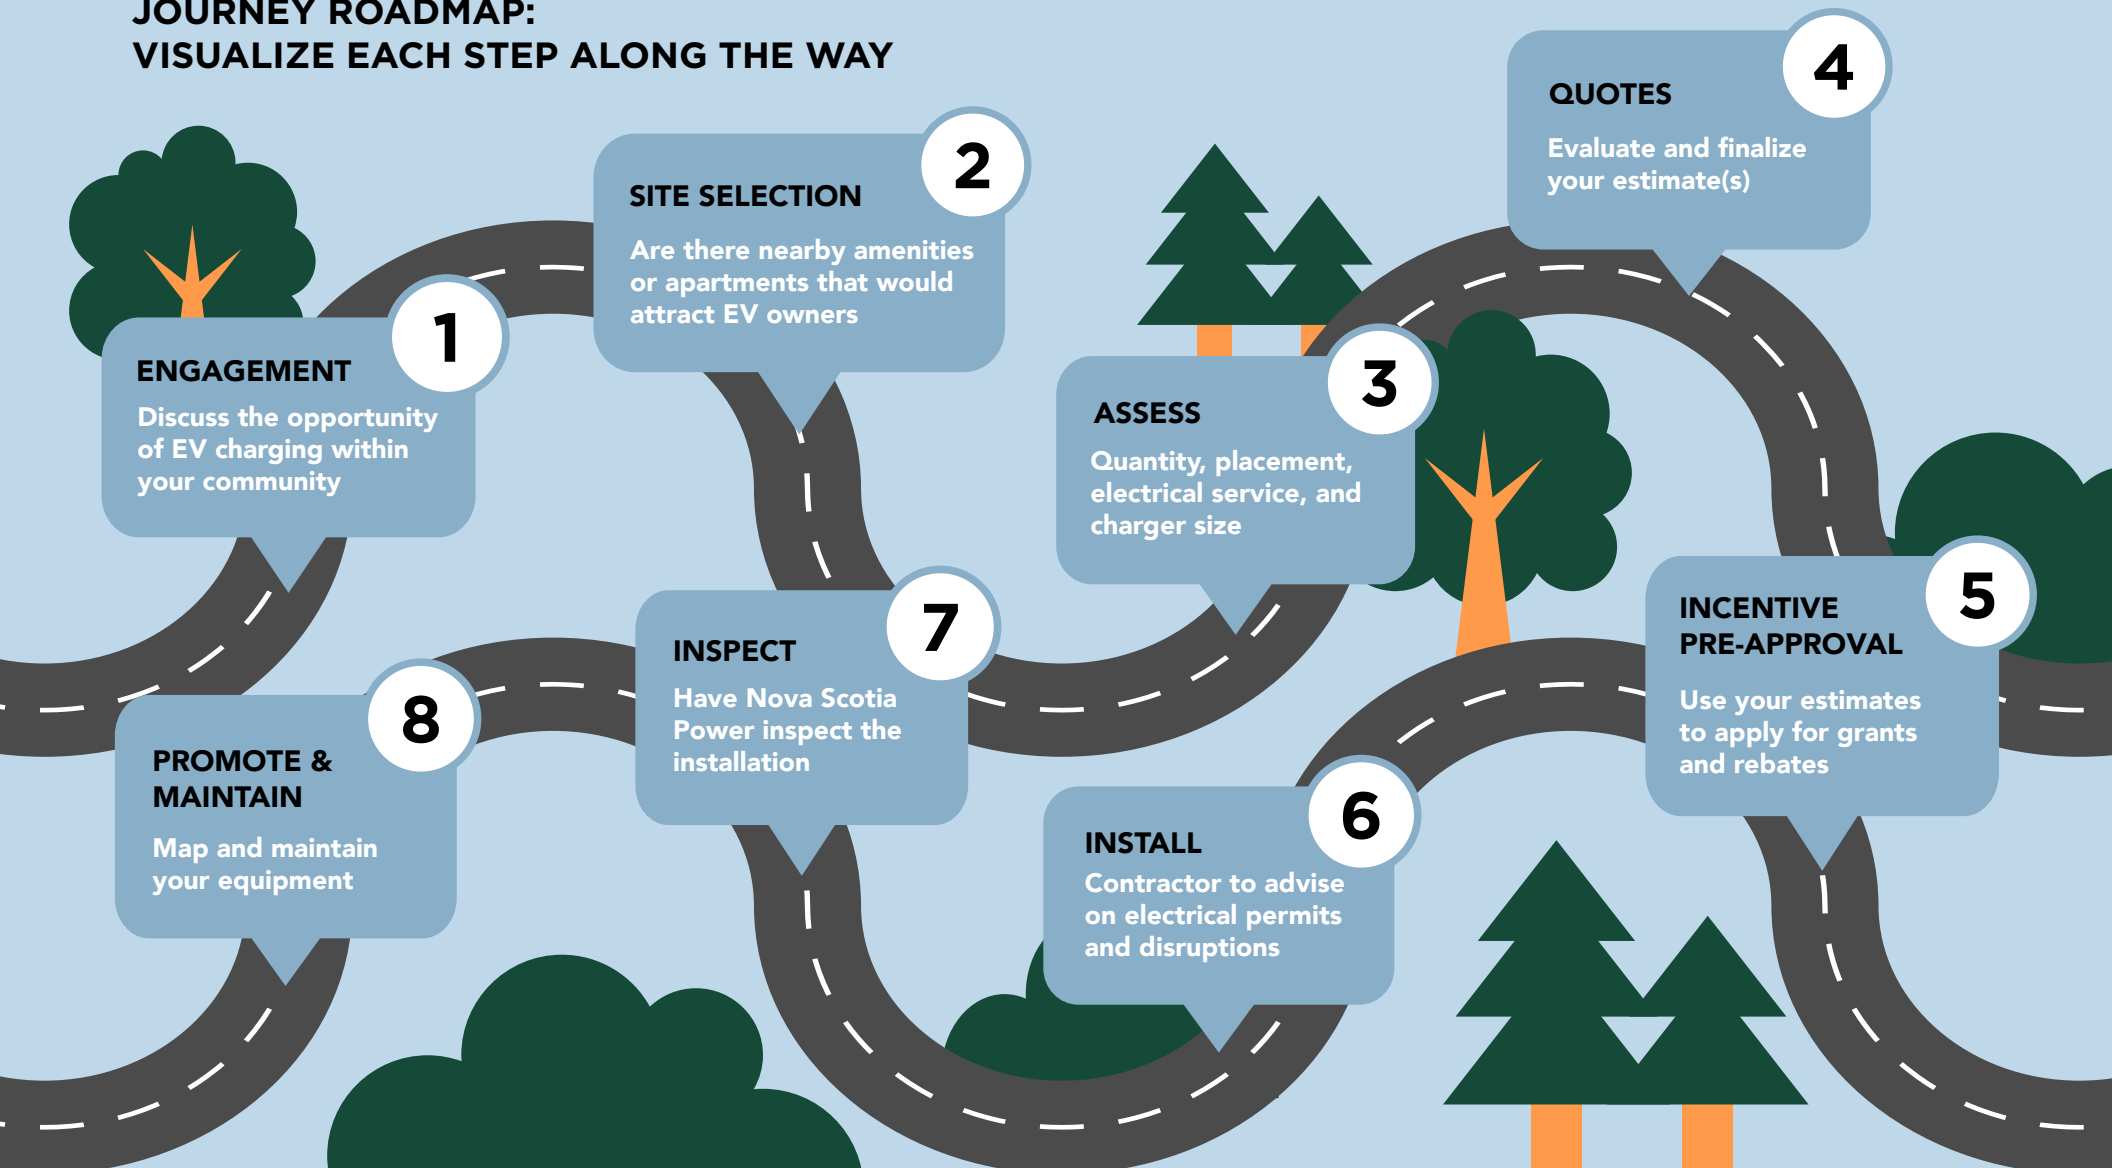 JOURNEY ROADMAP:
VISUALIZE EACH STEP ALONG THE WAY
1
ENGAGEMENT
Discuss the opportunity
of EV charging within
your community
2
SITE SELECTION
Are there nearby amenities
or apartments that would
attract EV owners
3
ASSESS
Quantity, placement,
electrical service, and
charger size
4
QUOTES
Evaluate and finalize
your estimate(s)
5
INCENTIVE
PRE-APPROVAL
Use your estimates
to apply for grants
and rebates
6
INSTALL
Contractor to advise
on electrical permits
and disruptions
7
INSPECT
Have Nova Scotia
Power inspect the
installation
8
PROMOTE &
MAINTAIN
Map and maintain
your equipment